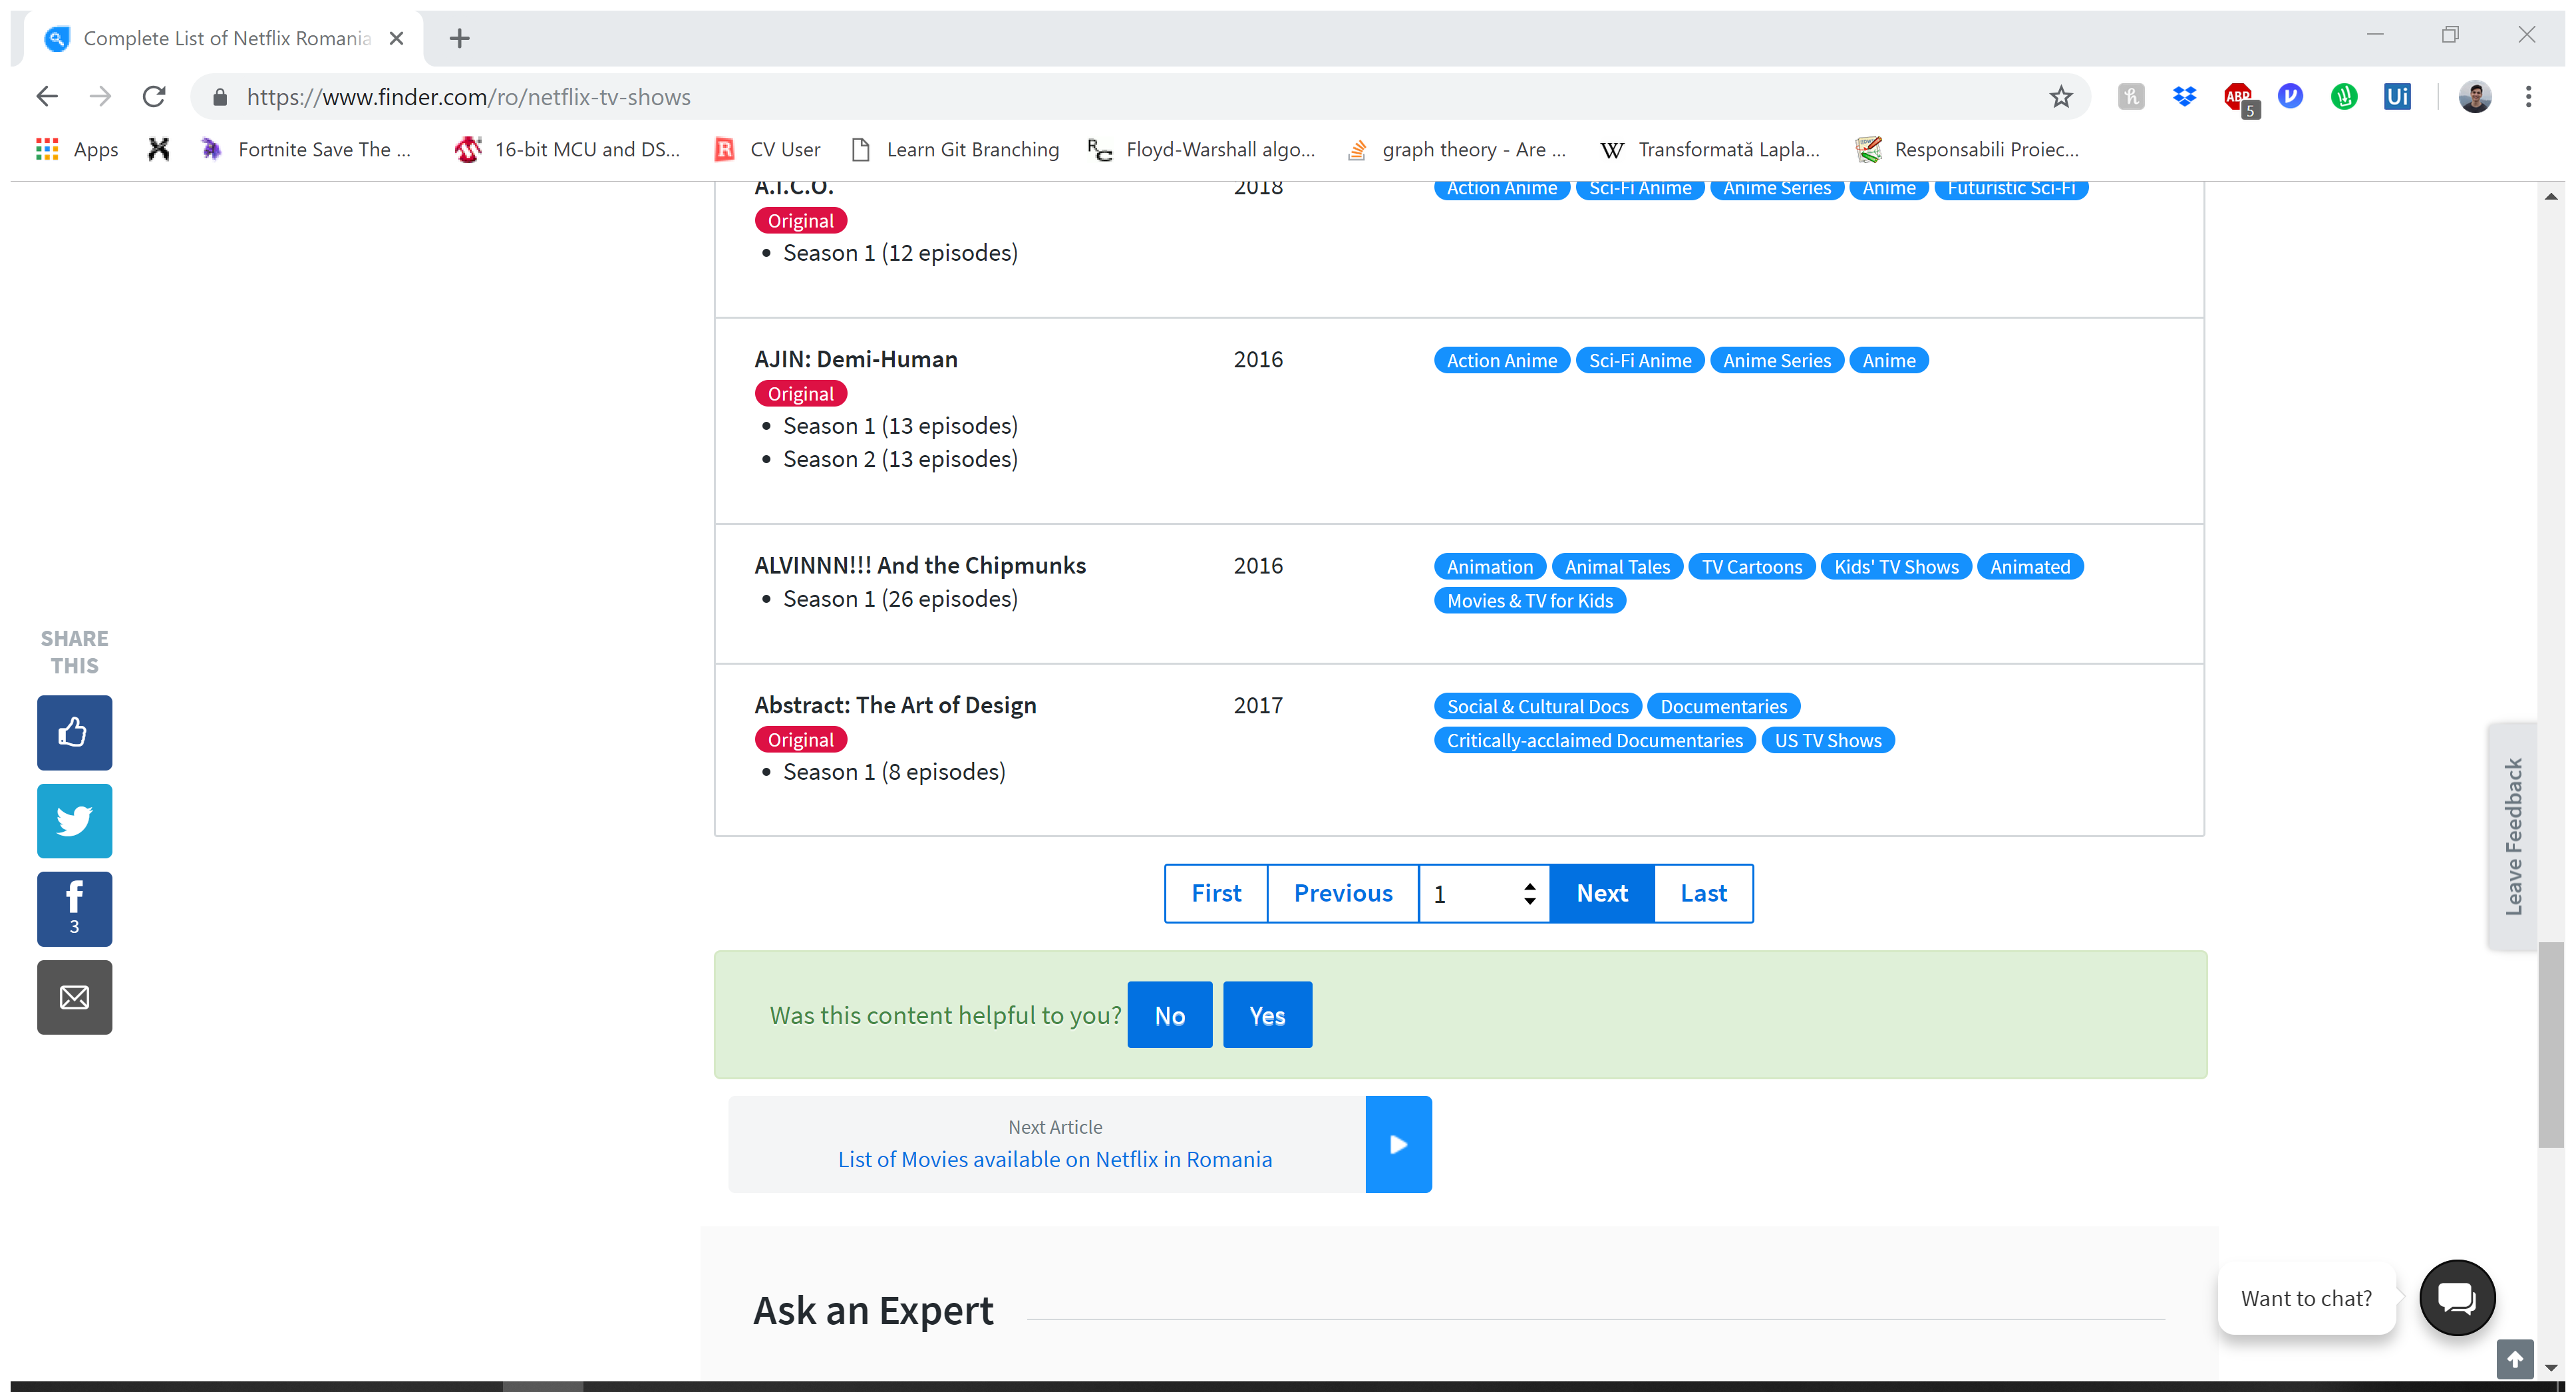 Complete List of Netflix Romania
https://www.finder.com/ro/netflix-tv-shows
ABP
5
Ui
Apps
Fortnite Save The ...
16-bit MCU and DS...
CV User
Learn Git Branching
Floyd-Warshall algo...
graph theory - Are ...
Transformată Lapla...
Responsabili Proiec...
A.I.C.O. 2018 Action Anime Sci-Fi Anime Anime Series Anime Futuristic Sci-Fi
Original
• Season 1 (12 episodes)
AJIN: Demi-Human 2016 Action Anime Sci-Fi Anime Anime Series Anime
Original
• Season 1 (13 episodes)
• Season 2 (13 episodes)
ALVINNN!!! And the Chipmunks 2016 Animation Animal Tales TV Cartoons Kids' TV Shows Animated
• Season 1 (26 episodes) Movies & TV for Kids
SHARE
THIS
Abstract: The Art of Design 2017 Social & Cultural Docs Documentaries
Original Critically-acclaimed Documentaries US TV Shows
• Season 1 (8 episodes)
Leave Feedback
First Previous 1 Next Last
3
Was this content helpful to you? No Yes
Next Article
List of Movies available on Netflix in Romania
Ask an Expert
Want to chat?